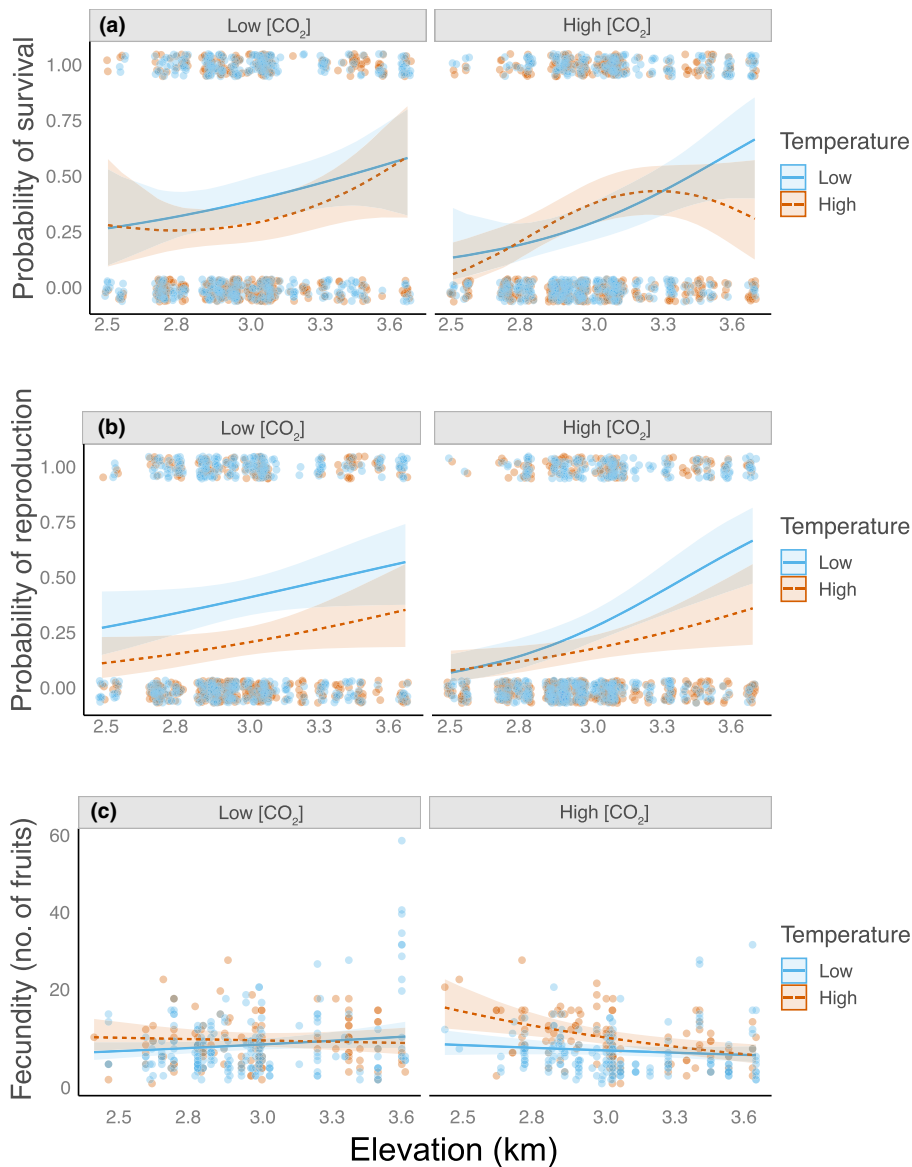 (a) Low [CO₂] High [CO₂]
Probability of survival
1.00
0.75
0.50
0.25
0.00
2.5 2.8 3.0 3.3 3.6 2.5 2.8 3.0 3.3 3.6
Temperature
Low
High
(b) Low [CO₂] High [CO₂]
Probability of reproduction
1.00
0.75
0.50
0.25
0.00
2.5 2.8 3.0 3.3 3.6 2.5 2.8 3.0 3.3 3.6
Temperature
Low
High
(c) Low [CO₂] High [CO₂]
Fecundity (no. of fruits)
60
40
20
0
2.5 2.8 3.0 3.3 3.6 2.5 2.8 3.0 3.3 3.6
Temperature
Low
High
Elevation (km)